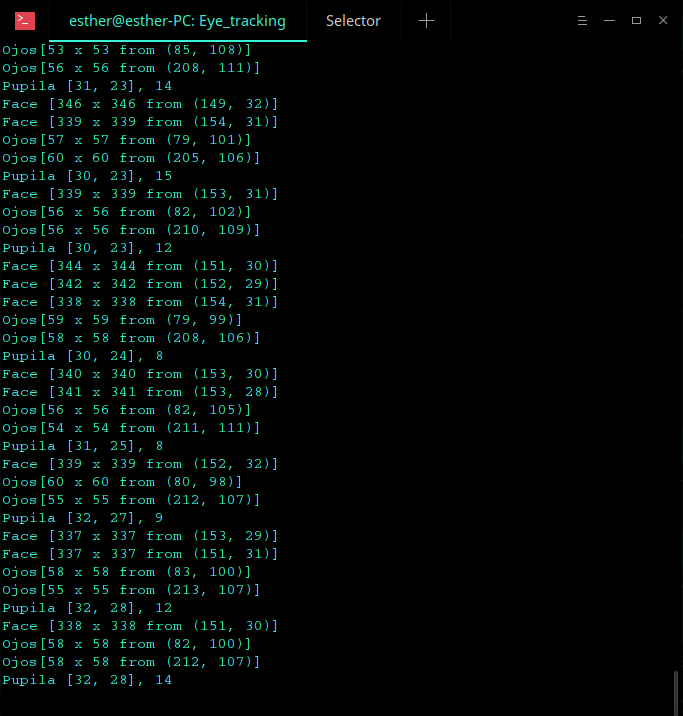 esther@esther-PC: Eye_tracking
Selector
Ojos[53 x 53 from (85, 108)]
Ojos[56 x 56 from (208, 111)]
Pupila [31, 23], 14
Face [346 x 346 from (149, 32)]
Face [339 x 339 from (154, 31)]
Ojos[57 x 57 from (79, 101)]
Ojos[60 x 60 from (205, 106)]
Pupila [30, 23], 15
Face [339 x 339 from (153, 31)]
Ojos[56 x 56 from (82, 102)]
Ojos[56 x 56 from (210, 109)]
Pupila [30, 23], 12
Face [344 x 344 from (151, 30)]
Face [342 x 342 from (152, 29)]
Face [338 x 338 from (154, 31)]
Ojos[59 x 59 from (79, 99)]
Ojos[58 x 58 from (208, 106)]
Pupila [30, 24], 8
Face [340 x 340 from (153, 30)]
Face [341 x 341 from (153, 28)]
Ojos[56 x 56 from (82, 105)]
Ojos[54 x 54 from (211, 111)]
Pupila [31, 25], 8
Face [339 x 339 from (152, 32)]
Ojos[60 x 60 from (80, 98)]
Ojos[55 x 55 from (212, 107)]
Pupila [32, 27], 9
Face [337 x 337 from (153, 29)]
Face [337 x 337 from (151, 31)]
Ojos[58 x 58 from (83, 100)]
Ojos[55 x 55 from (213, 107)]
Pupila [32, 28], 12
Face [338 x 338 from (151, 30)]
Ojos[58 x 58 from (82, 100)]
Ojos[58 x 58 from (212, 107)]
Pupila [32, 28], 14